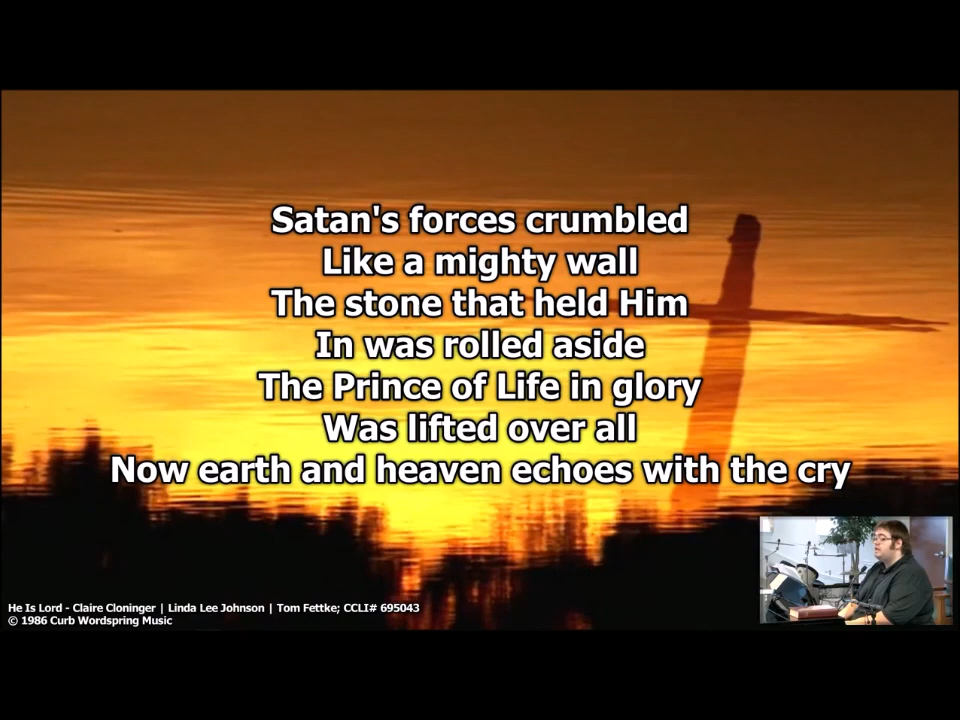 Satan's forces crumbled
Like a mighty wall
The stone that held Him
In was rolled aside
The Prince of Life in glory
Was lifted over all
Now earth and heaven echoes with the cry
He Is Lord - Claire Cloninger | Linda Lee Johnson | Tom Fettke; CCLI# 695043
© 1986 Curb Wordspring Music